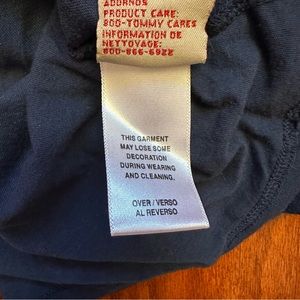 ADORNOS
PRODUCT CARE:
800-TOMMY CARES
INFORMATION DE
NETTOYAGE:
800-866-6922
THIS GARMENT
MAY LOSE SOME
DECORATION
DURING WEARING
AND CLEANING.
OVER/VERSO
AL REVERSO